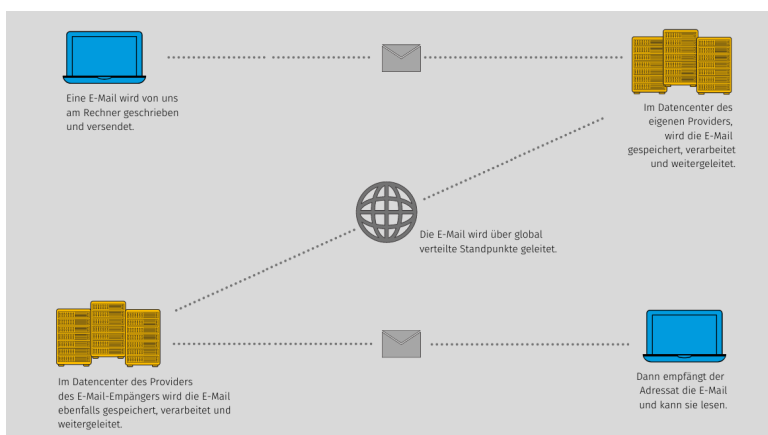 Eine E-Mail wird von uns
am Rechner geschrieben
und versendet.
Im Datencenter des
eigenen Providers,
wird die E-Mail
gespeichert, verarbeitet
und weitergeleitet.
Die E-Mail wird über global
verteilte Standpunkte geleitet.
Im Datencenter des Providers
des E-Mail-Empängers wird die E-Mail
ebenfalls gespeichert, verarbeitet und
weitergeleitet.
Dann empfängt der
Adressat die E-Mail
und kann sie lesen.